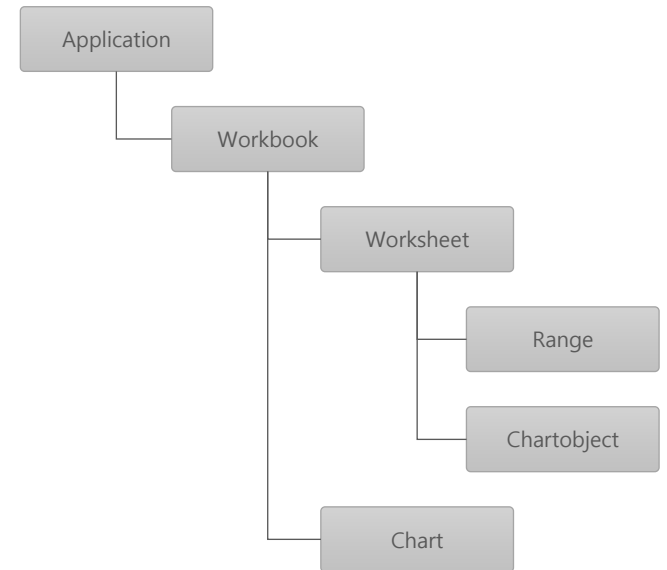 Application
Workbook
Worksheet
Range
Chartobject
Chart